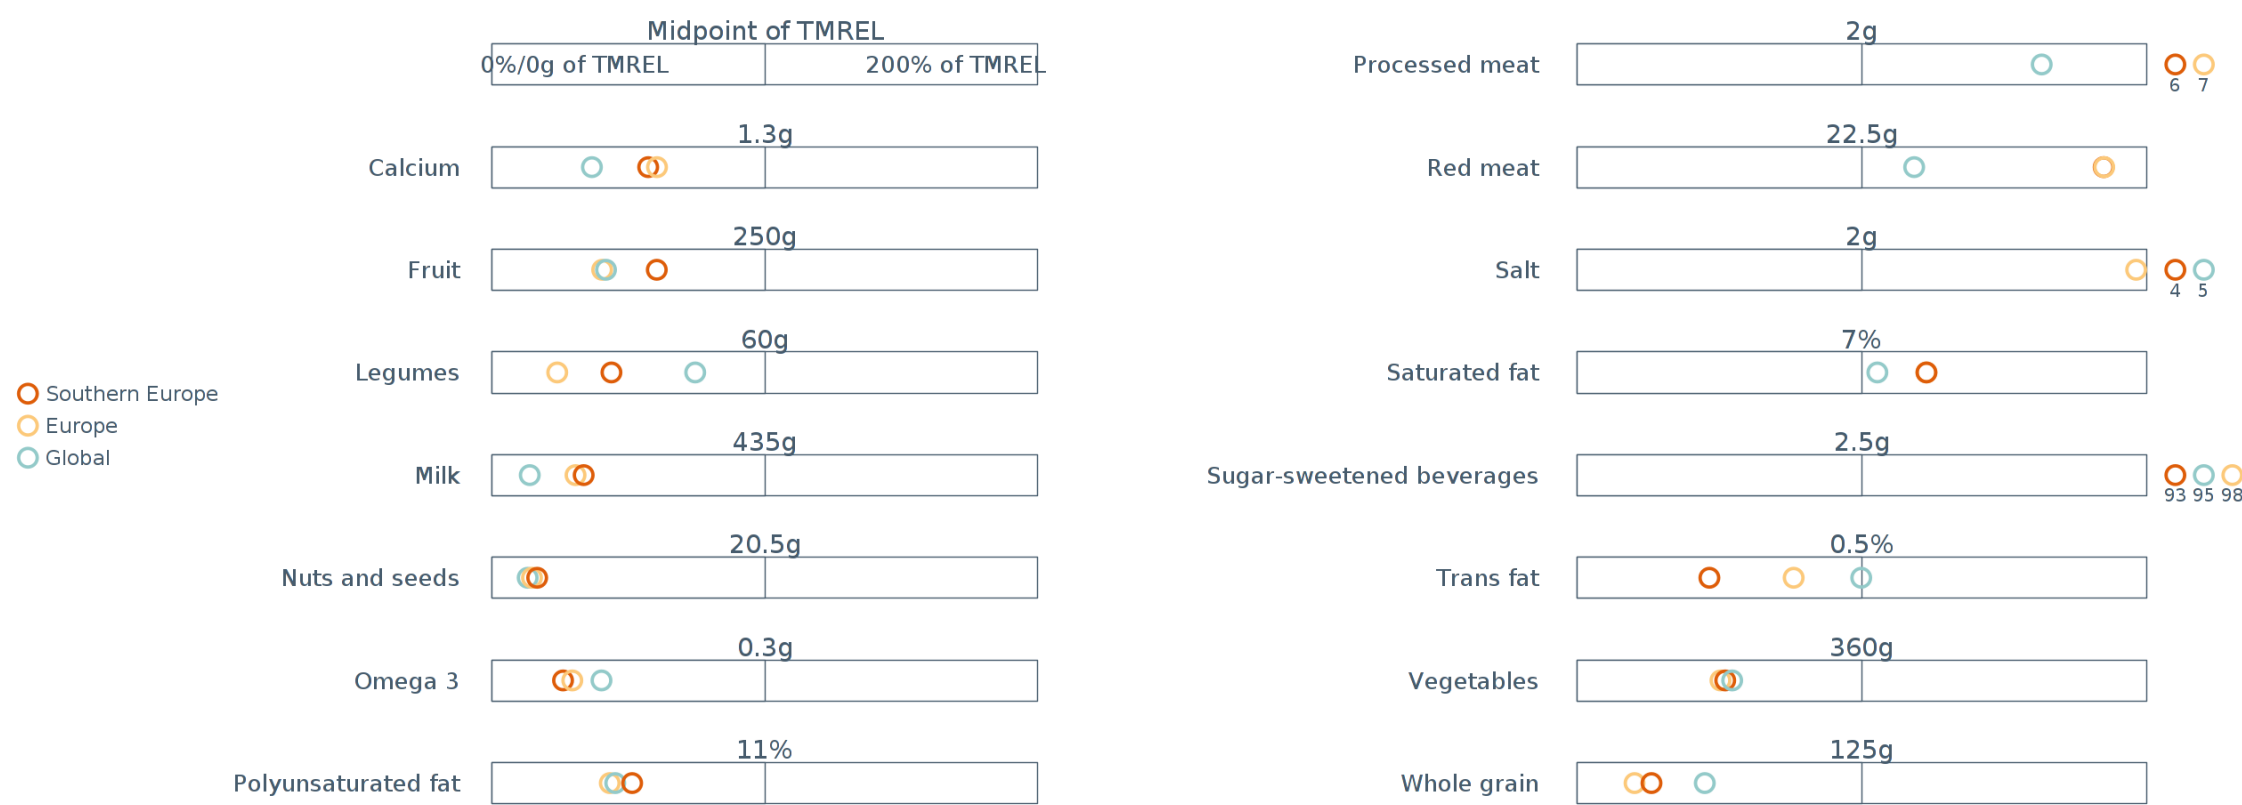 Midpoint of TMREL
0%/0g of TMREL 200% of TMREL
Calcium 1.3g
Fruit 250g
Legumes 60g
Milk 435g
Nuts and seeds 20.5g
Omega 3 0.3g
Polyunsaturated fat 11%
Southern Europe
Europe
Global
Processed meat 2g
6 7
Red meat 22.5g
Salt 2g
4 5
Saturated fat 7%
Sugar-sweetened beverages 2.5g
93 95 98
Trans fat 0.5%
Vegetables 360g
Whole grain 125g